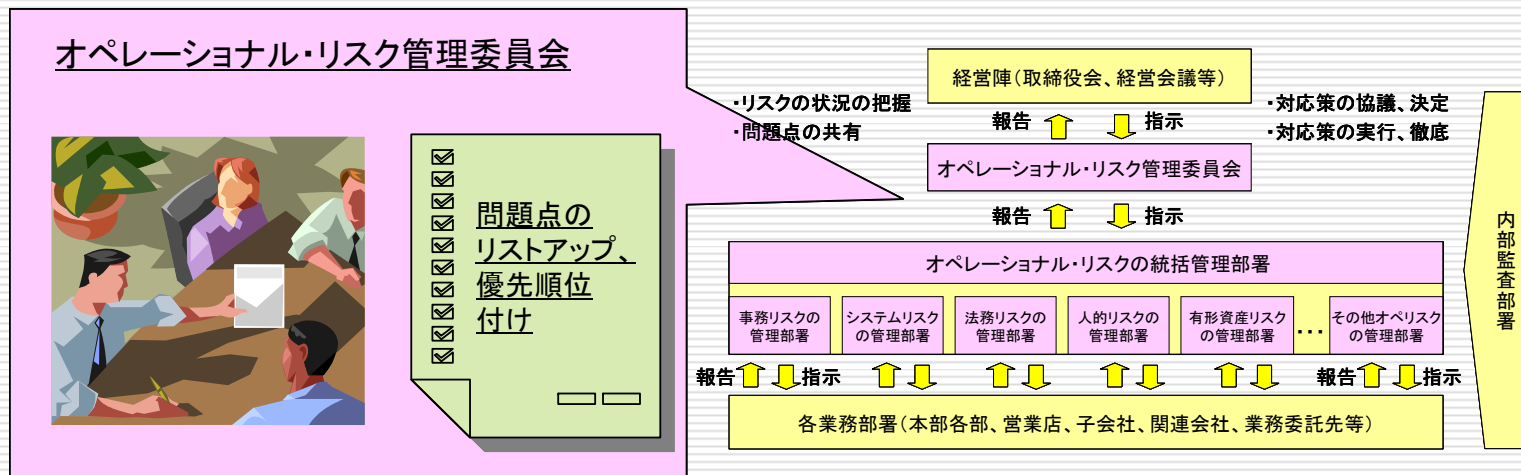 オペレーショナル・リスク管理委員会
問題点の
リストアップ、
優先順位
付け
経営陣(取締役会、経営会議等)
・リスクの状況の把握
・問題点の共有
報告
指示
・対応策の協議、決定
・対応策の実行、徹底
オペレーショナル・リスク管理委員会
報告
指示
オペレーショナル・リスクの統括管理部署
事務リスクの
管理部署
システムリスク
の管理部署
法務リスクの
管理部署
人的リスクの
管理部署
有形資産リスク
の管理部署
…
その他オペリスク
の管理部署
報告
指示
報告
指示
各業務部署(本部各部、営業店、子会社、関連会社、業務委託先等)
内部監査部署